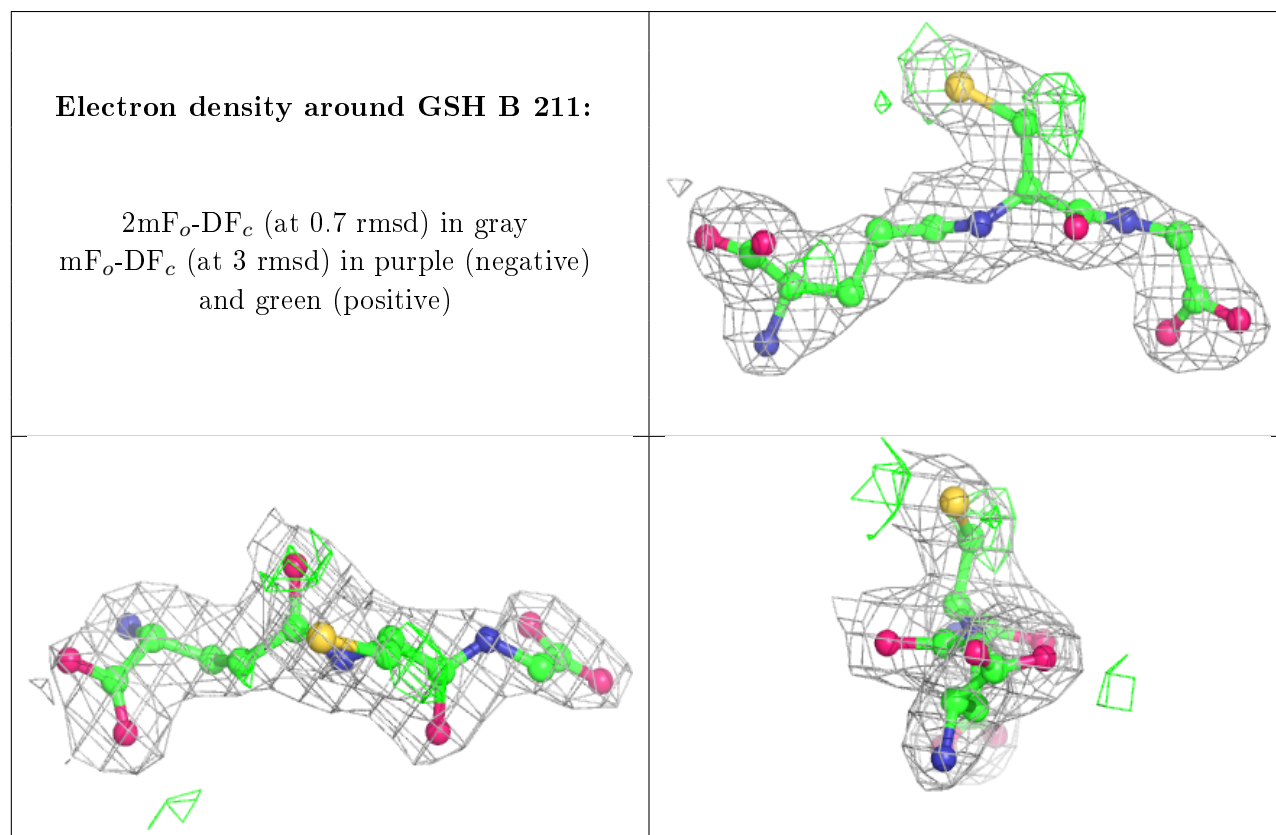 Electron density around GSH B 211:
2mFo-DFc (at 0.7 rmsd) in gray
mFo-DFc (at 3 rmsd) in purple (negative)
and green (positive)